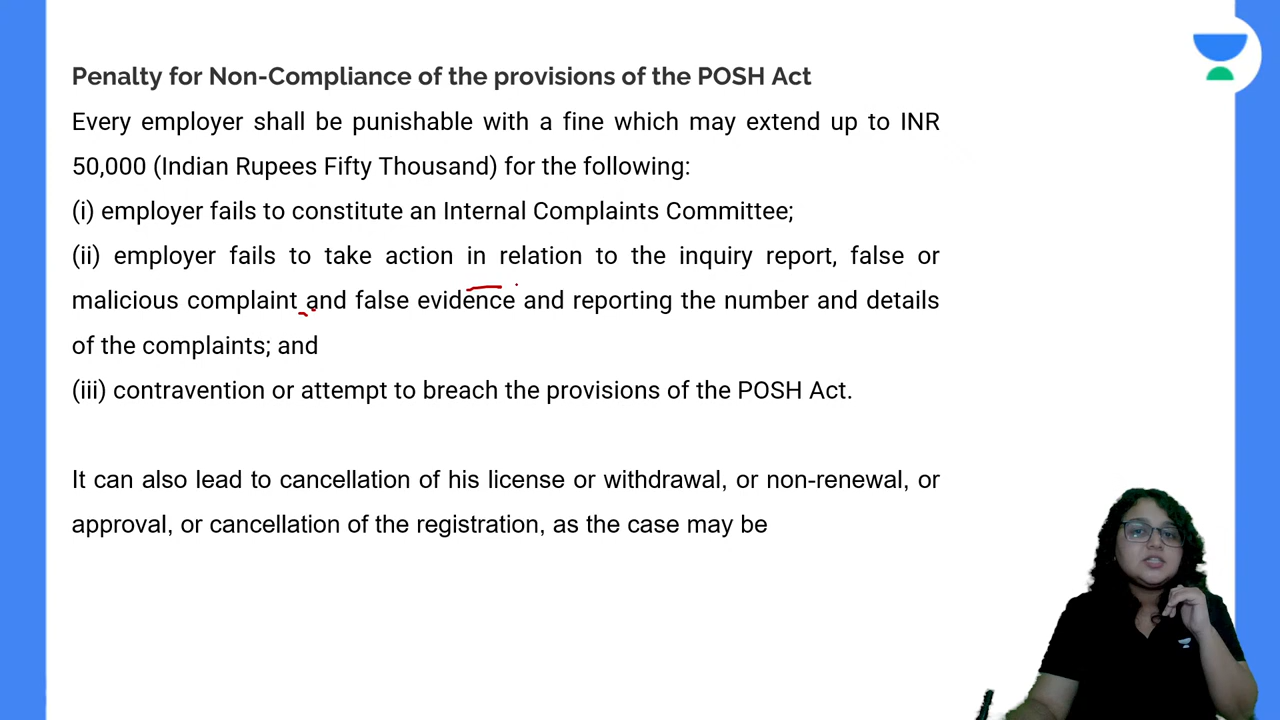 Penalty for Non-Compliance of the provisions of the POSH Act
Every employer shall be punishable with a fine which may extend up to INR
50,000 (Indian Rupees Fifty Thousand) for the following:
(i) employer fails to constitute an Internal Complaints Committee;
(ii) employer fails to take action in relation to the inquiry report, false or
malicious complaint and false evidence and reporting the number and details
of the complaints; and
(iii) contravention or attempt to breach the provisions of the POSH Act.
It can also lead to cancellation of his license or withdrawal, or non-renewal, or
approval, or cancellation of the registration, as the case may be